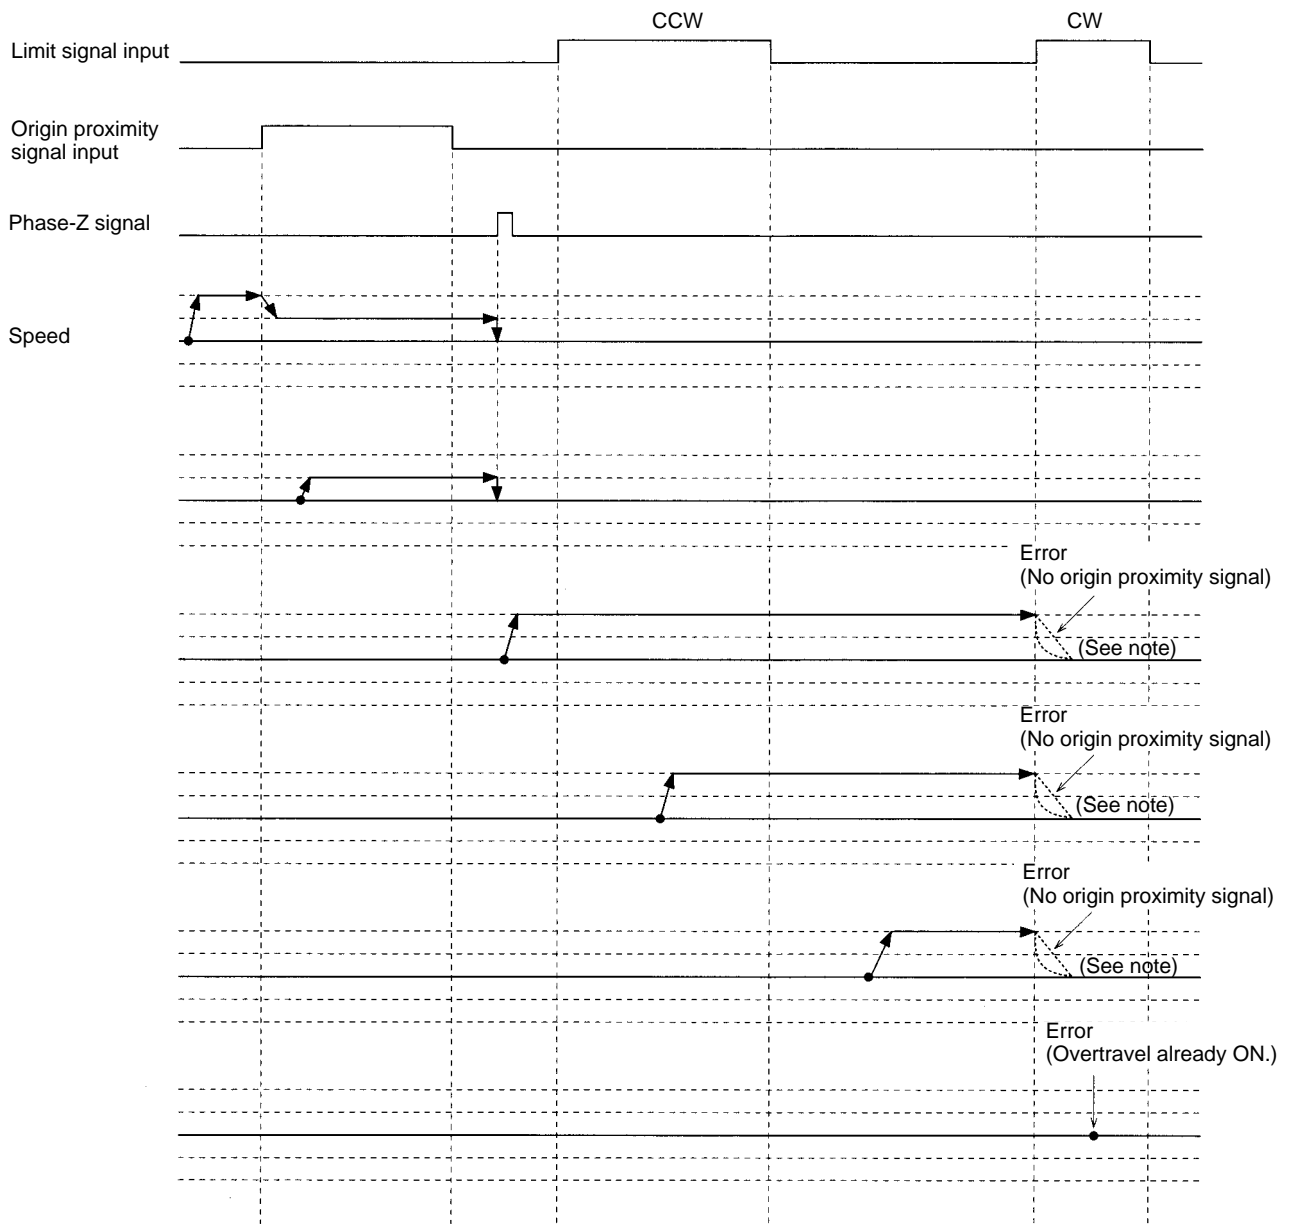 CCW
CW
Limit signal input
Origin proximity
signal input
Phase-Z signal
Speed
Error
(No origin proximity signal)
(See note)
Error
(No origin proximity signal)
(See note)
Error
(No origin proximity signal)
(See note)
Error
(Overtravel already ON.)